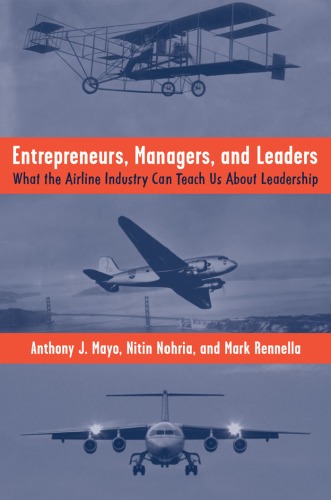 Entrepreneurs, Managers, and Leaders
What the Airline Industry Can Teach Us About Leadership
Anthony J. Mayo, Nitin Nohria, and Mark Rennella